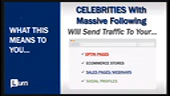 WHAT THIS
MEANS TO
YOU...
CELEBRITIES With
Massive Following
Will Send Traffic To Your...
OPTIN PAGES
ECOMMERCE STORES
SALES PAGES/WEBINARS
SOCIAL PROFILES